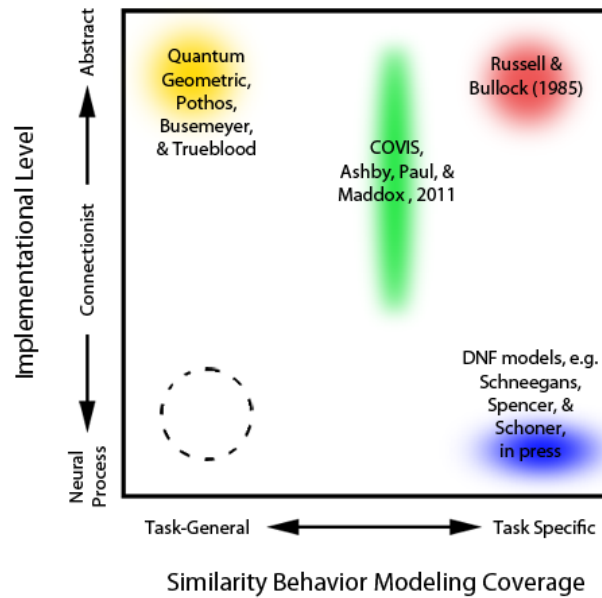 Abstract
Connectionist
Neural
Process
Implementational Level
Quantum
Geometric,
Pothos,
Busemeyer,
& Trueblood
COVIS,
Ashby, Paul, &
Maddox , 2011
Russell &
Bullock (1985)
DNF models, e.g.
Schneegans,
Spencer, &
Schoner,
in press
Task-General
Task Specific
Similarity Behavior Modeling Coverage